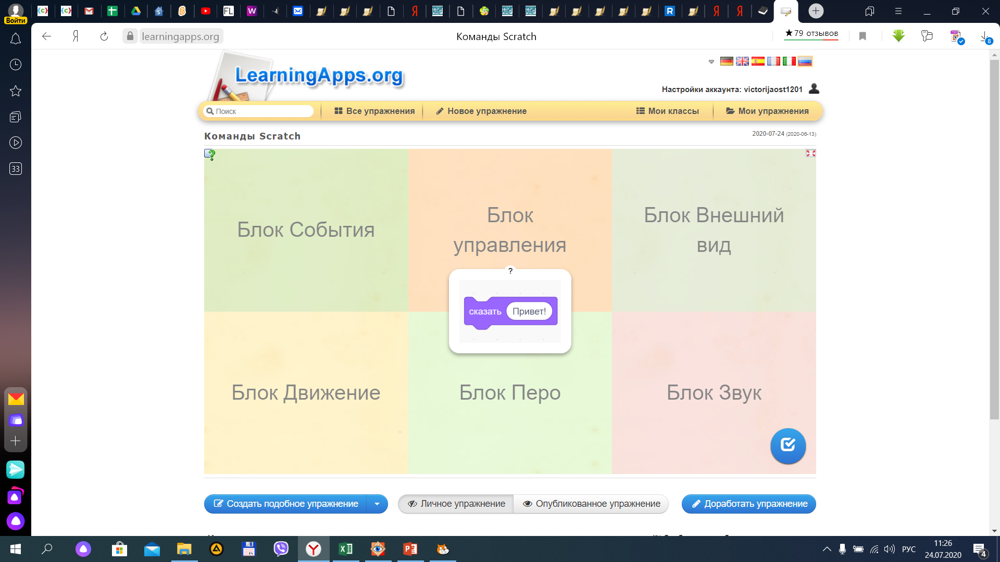 Войти
learningapps.org
Команды Scratch
★79 отзывов
8
33
LearningApps.org
Настройки аккаунта: victorijaost1201
Поиск
Все упражнения
Новое упражнение
Мои классы
Мои упражнения
Команды Scratch
2020-07-24 (2020-06-13)
Блок События
Блок
управления
Блок Внешний
вид
?
сказать Привет!
Блок Движение
Блок Перо
Блок Звук
Создать подобное упражнение
Личное упражнение
Опубликованное упражнение
Доработать упражнение
РУС
11:26
24.07.2020
4